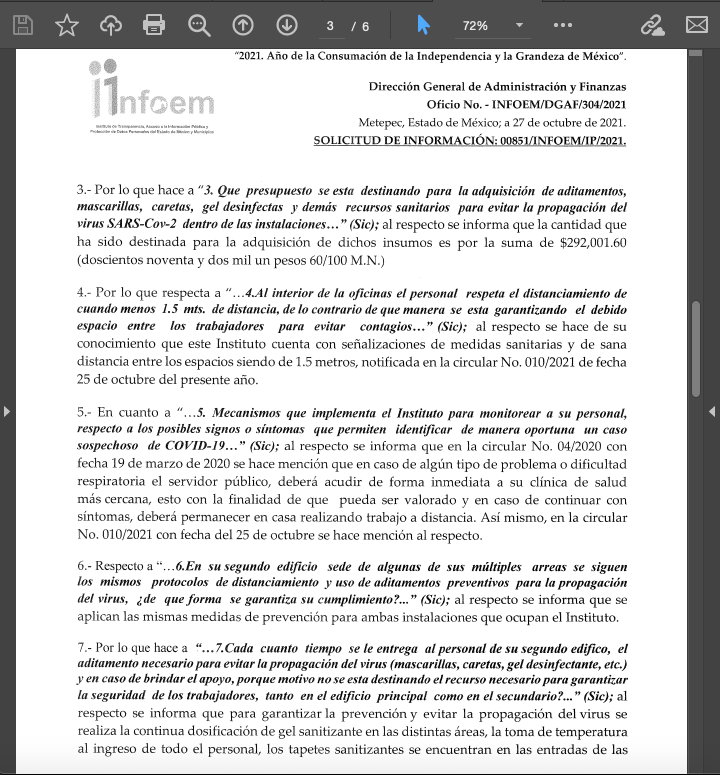 3 / 6
72%
"2021. Año de la Consumación de la Independencia y la Grandeza de México".
infoem
Instituto de Transparencia, Acceso a la Información Pública y
Protección de Datos Personales del Estado de México y Municipios
Dirección General de Administración y Finanzas
Oficio No. - INFOEM/DGAF/304/2021
Metepec, Estado de México; a 27 de octubre de 2021.
SOLICITUD DE INFORMACIÓN: 00851/INFOEM/IP/2021.
3.- Por lo que hace a "3. Que presupuesto se esta destinando para la adquisición de aditamentos,
mascarillas, caretas, gel desinfectas y demás recursos sanitarios para evitar la propagación del
virus SARS-Cov-2 dentro de las instalaciones…" (Sic); al respecto se informa que la cantidad que
ha sido destinada para la adquisición de dichos insumos es por la suma de $292,001.60
(doscientos noventa y dos mil un pesos 60/100 M.N.)
4.- Por lo que respecta a "…4.Al interior de la oficinas el personal respeta el distanciamiento de
cuando menos 1.5 mts. de distancia, de lo contrario de que manera se esta garantizando el debido
espacio entre los trabajadores para evitar contagios…" (Sic); al respecto se hace de su
conocimiento que este Instituto cuenta con señalizaciones de medidas sanitarias y de sana
distancia entre los espacios siendo de 1.5 metros, notificada en la circular No. 010/2021 de fecha
25 de octubre del presente año.
5.- En cuanto a "…5. Mecanismos que implementa el Instituto para monitorear a su personal,
respecto a los posibles signos o síntomas que permiten identificar de manera oportuna un caso
sospechoso de COVID-19…" (Sic); al respecto se informa que en la circular No. 04/2020 con
fecha 19 de marzo de 2020 se hace mención que en caso de algún tipo de problema o dificultad
respiratoria el servidor público, deberá acudir de forma inmediata a su clínica de salud
más cercana, esto con la finalidad de que pueda ser valorado y en caso de continuar con
síntomas, deberá permanecer en casa realizando trabajo a distancia. Así mismo, en la circular
No. 010/2021 con fecha del 25 de octubre se hace mención al respecto.
6.- Respecto a "…6.En su segundo edificio sede de algunas de sus múltiples arreas se siguen
los mismos protocolos de distanciamiento y uso de aditamentos preventivos para la propagación
del virus, ¿de que forma se garantiza su cumplimiento?..." (Sic); al respecto se informa que se
aplican las mismas medidas de prevención para ambas instalaciones que ocupan el Instituto.
7.- Por lo que hace a "…7.Cada cuanto tiempo se le entrega al personal de su segundo edifico, el
aditamento necesario para evitar la propagación del virus (mascarillas, caretas, gel desinfectante, etc.)
y en caso de brindar el apoyo, porque motivo no se esta destinando el recurso necesario para garantizar
la seguridad de los trabajadores, tanto en el edificio principal como en el secundario?..." (Sic); al
respecto se informa que para garantizar la prevención y evitar la propagación del virus se
realiza la continua dosificación de gel sanitizante en las distintas áreas, la toma de temperatura
al ingreso de todo el personal, los tapetes sanitizantes se encuentran en las entradas de las